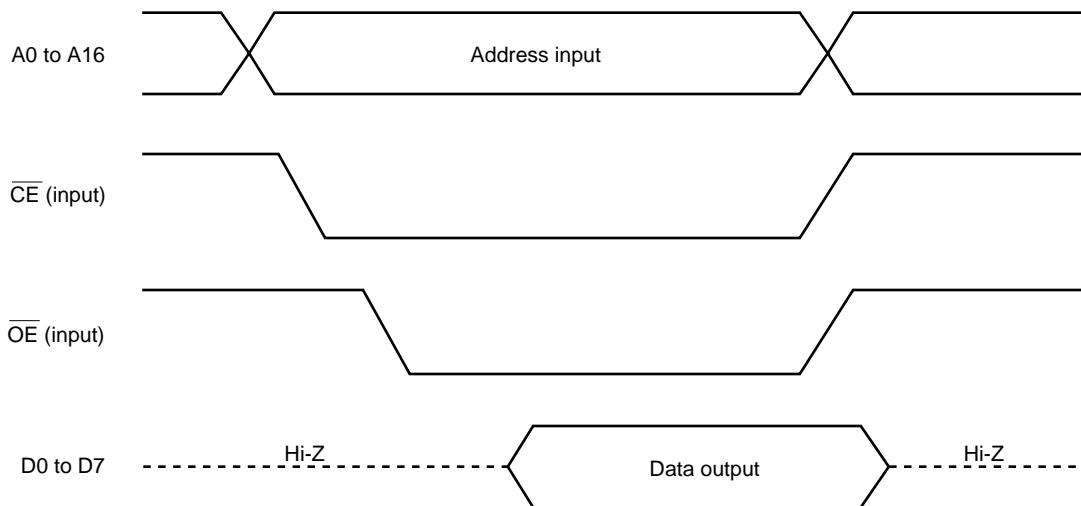 A0 to A16
Address input
CE (input)
OE (input)
D0 to D7
Hi-Z
Data output
Hi-Z